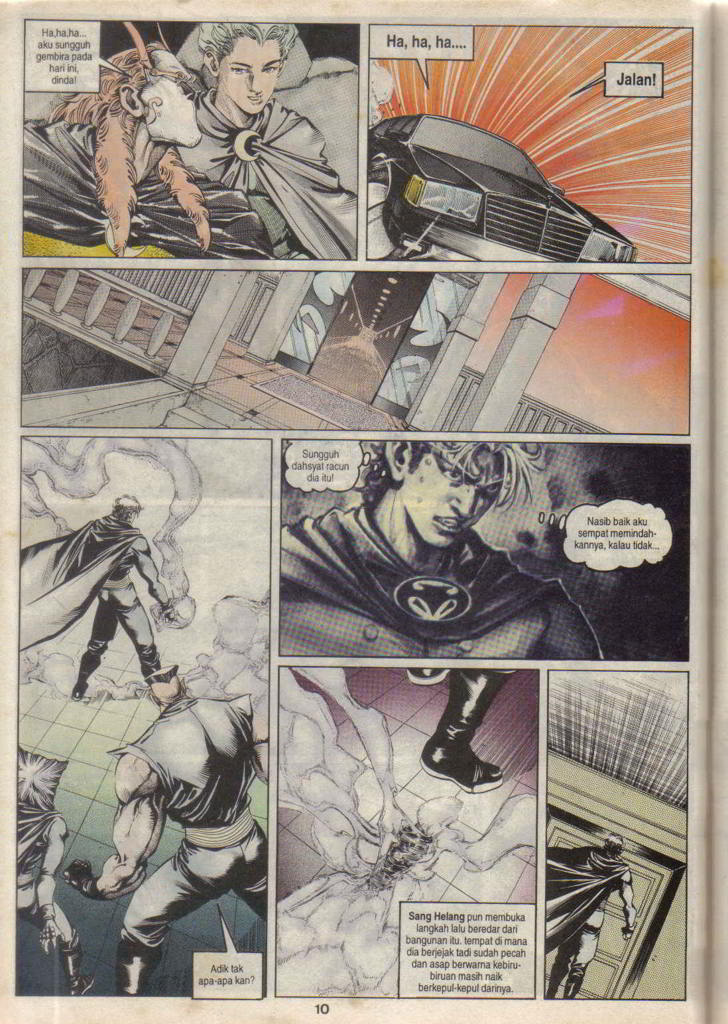 Ha,ha,ha...
aku sungguh
gembira pada
hari ini,
dinda!
Ha, ha, ha....
Jalan!
Sungguh
dahsyat racun
dia itu!
Nasib baik aku
sempat memindah-
kannya, kalau tidak...
Adik tak
apa-apa kan?
Sang Helang pun membuka
langkah lalu beredar dari
bangunan itu. tempat di mana
dia berjejak tadi sudah pecah
dan asap berwarna kebiru-
biruan masih naik
berkepul-kepul darinya.
10